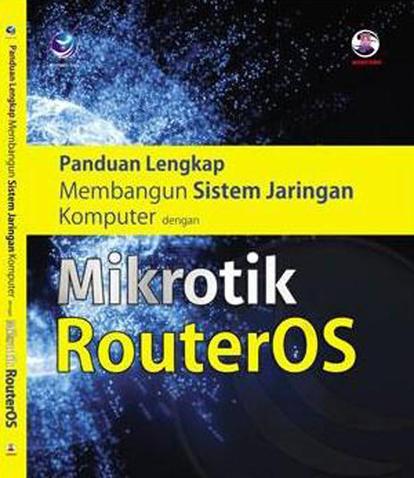 Panduan Lengkap
Membangun Sistem Jaringan
Komputer dengan
Mikrotik
RouterOS
Panduan Lengkap Membangun Sistem Jaringan Komputer dengan Mikrotik RouterOS